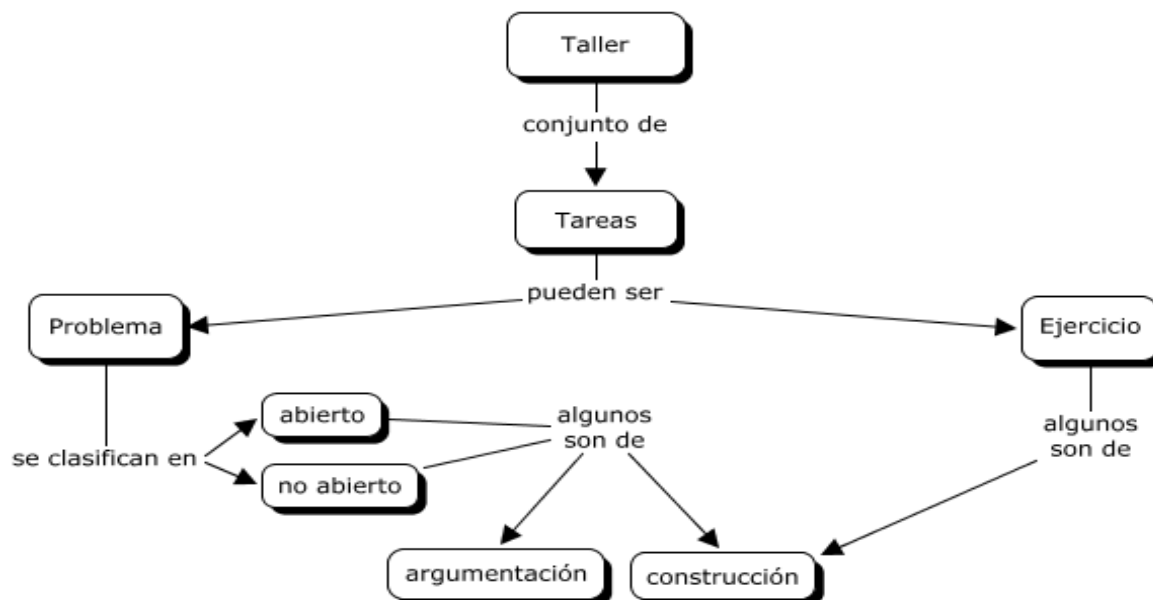 Taller
conjunto de
Tareas
pueden ser
Problema
Ejercicio
abierto
algunos
son de
algunos
son de
se clasifican en
no abierto
argumentación
construcción